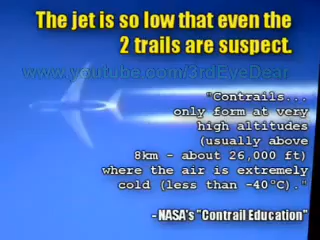 The jet is so low that even the
2 trails are suspect.
www.youtube.com/3rdEyeDear
"Contrails...
only form at very
high altitudes
(usually above
8km - about 26,000 ft)
where the air is extremely
cold (less than -40°C)."
-NASA's "Contrail Education"